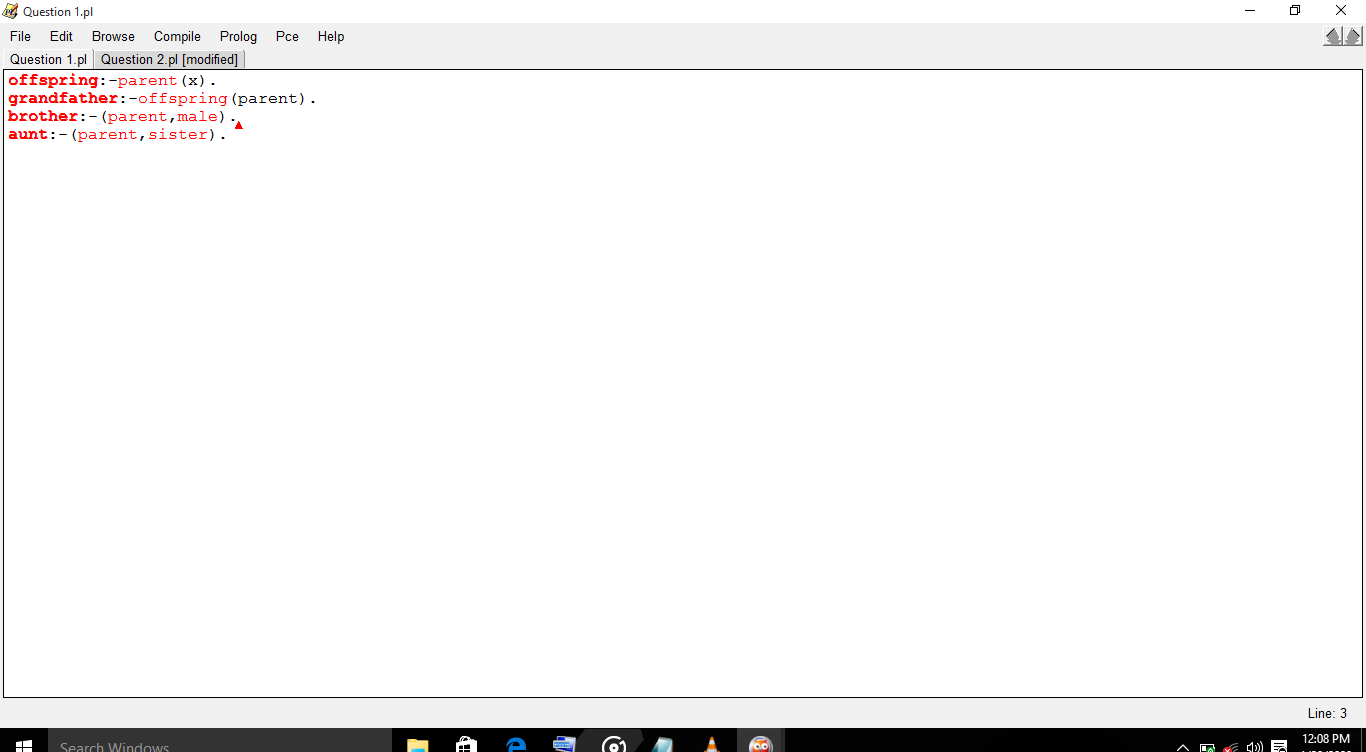 Question 1.pl
File Edit Browse Compile Prolog Pce Help
Question 1.pl Question 2.pl [modified]
offspring:-parent(x).
grandfather:-offspring(parent).
brother:-(parent,male).
aunt:-(parent,sister).
Line: 3
Search Windows
12:08 PM